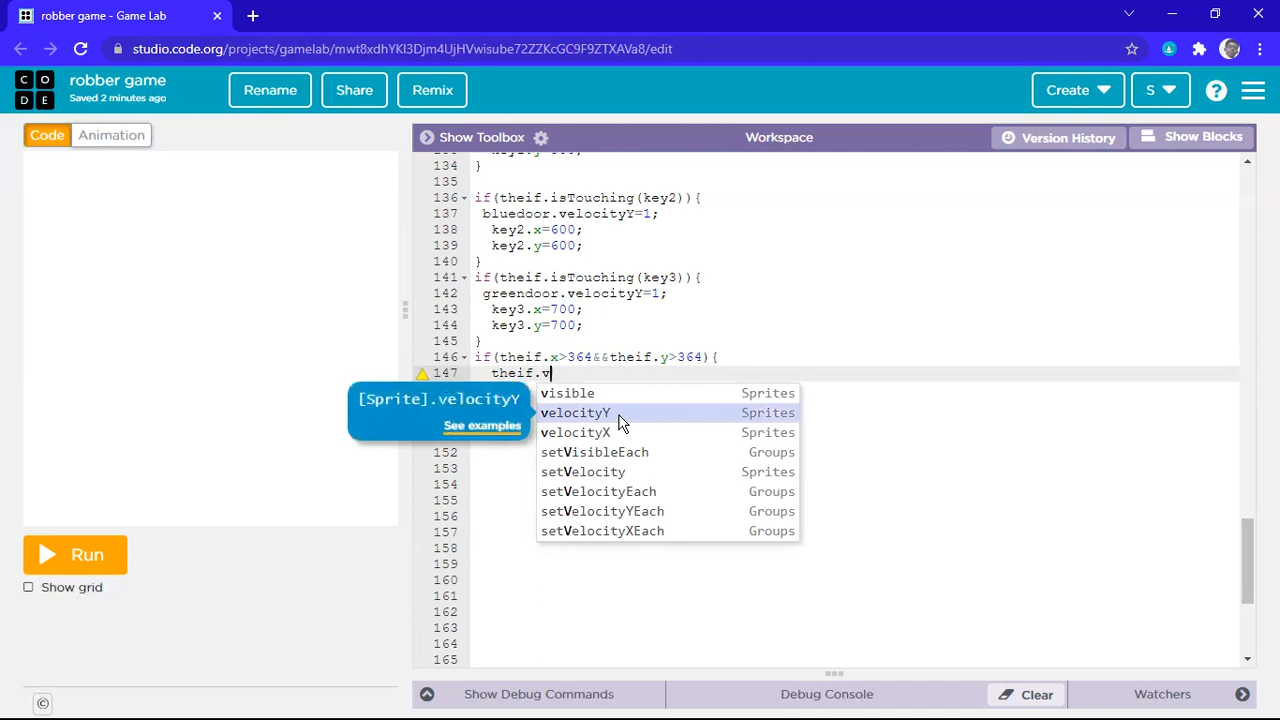 robber game - Game Lab
studio.code.org/projects/gamelab/mwt8xdhYKI3Djm4UjHVwisube72ZZKcGC9F9ZTXAVa8/edit
CO
DE
robber game
Saved 2 minutes ago
Rename
Share
Remix
Create
S
?
Code
Animation
Show Toolbox
Workspace
Version History
Show Blocks
134 }
135
136 if(theif.isTouching(key2)){
137 bluedoor.velocityY=1;
138 key2.x=600;
139 key2.y=600;
140 }
141 if(theif.isTouching(key3)){
142 greendoor.velocityY=1;
143 key3.x=700;
144 key3.y=700;
145 }
146 if(theif.x>364&&theif.y>364){
147 theif.v
[Sprite].velocityY
See examples
visible Sprites
velocityY Sprites
velocityX Sprites
setVisibleEach Groups
setVelocity Sprites
setVelocityEach Groups
setVelocityYEach Groups
setVelocityXEach Groups
152
153
154
155
156
157
158
159
160
161
162
163
164
165
Run
Show grid
©
Show Debug Commands
Debug Console
Clear
Watchers